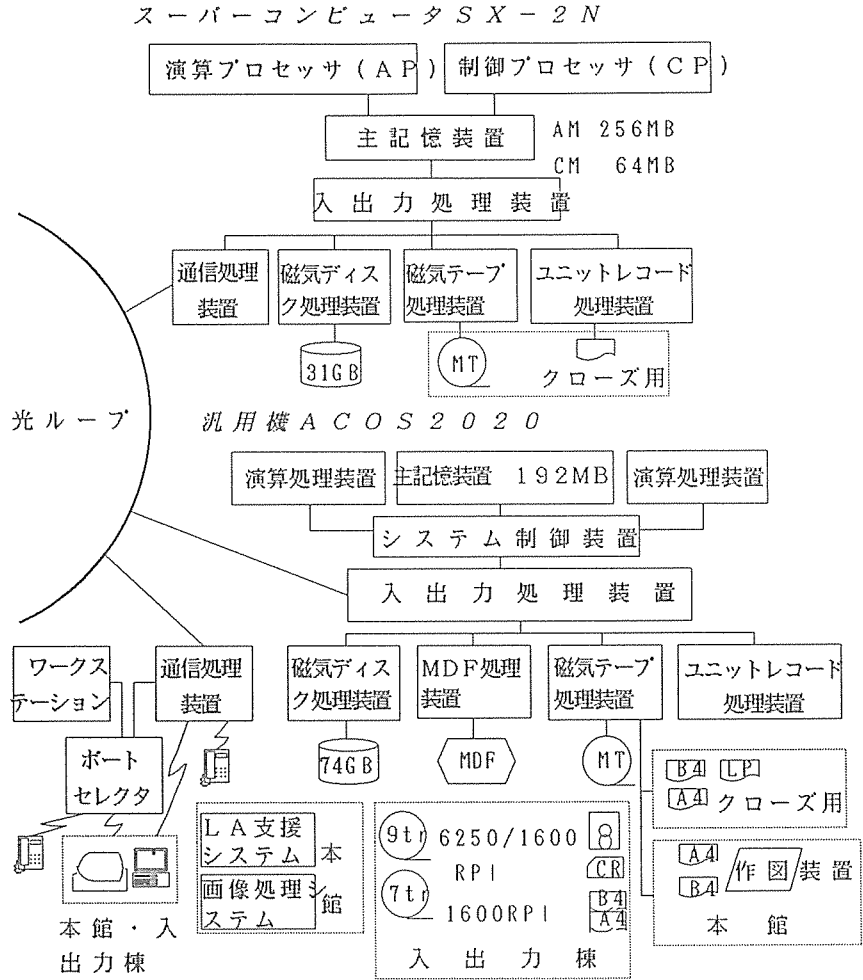 スーパーコンピュータSX-2N
演算プロセッサ(AP)
制御プロセッサ(CP)
主記憶装置
AM 256MB
CM 64MB
入出力処理装置
通信処理
装置
磁気ディス
ク処理装置
磁気テープ
処理装置
ユニットレコード
処理装置
31GB
MT
クローズ用
光ループ
汎用機ACOS2020
演算処理装置
主記憶装置 192MB
演算処理装置
システム制御装置
入出力処理装置
ワークス
テーション
通信処理
装置
磁気ディス
ク処理装置
MDF処理
装置
磁気テープ
処理装置
ユニットレコード
処理装置
ボート
セレクタ
74GB
MDF
MT
B4 LP
A4 クローズ用
LA支援
システム
画像処理シ
ステム
本
館
9tr 6250/1600
RPI
7tr
1600RPI
8
CR
B4
A4
入出力棟
A4
B4
作図装置
本館
本館・入
出力棟